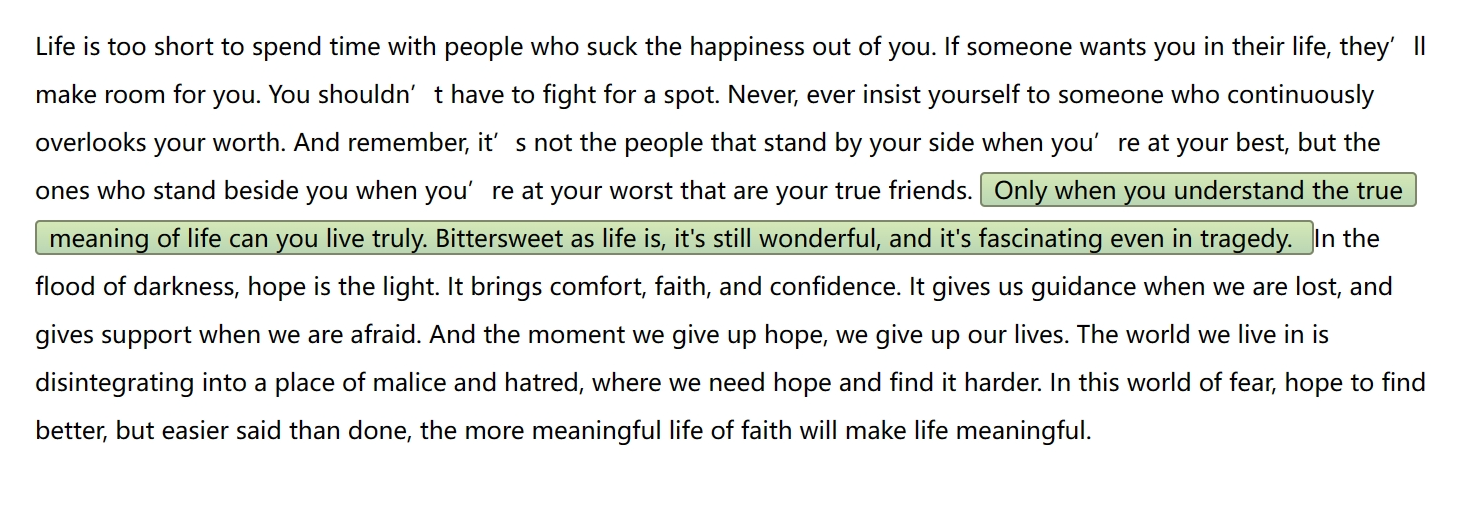 Life is too short to spend time with people who suck the happiness out of you. If someone wants you in their life, they’ ll
make room for you. You shouldn’ t have to fight for a spot. Never, ever insist yourself to someone who continuously
overlooks your worth. And remember, it’ s not the people that stand by your side when you’ re at your best, but the
ones who stand beside you when you’ re at your worst that are your true friends. Only when you understand the true
meaning of life can you live truly. Bittersweet as life is, it's still wonderful, and it's fascinating even in tragedy. In the
flood of darkness, hope is the light. It brings comfort, faith, and confidence. It gives us guidance when we are lost, and
gives support when we are afraid. And the moment we give up hope, we give up our lives. The world we live in is
disintegrating into a place of malice and hatred, where we need hope and find it harder. In this world of fear, hope to find
better, but easier said than done, the more meaningful life of faith will make life meaningful.